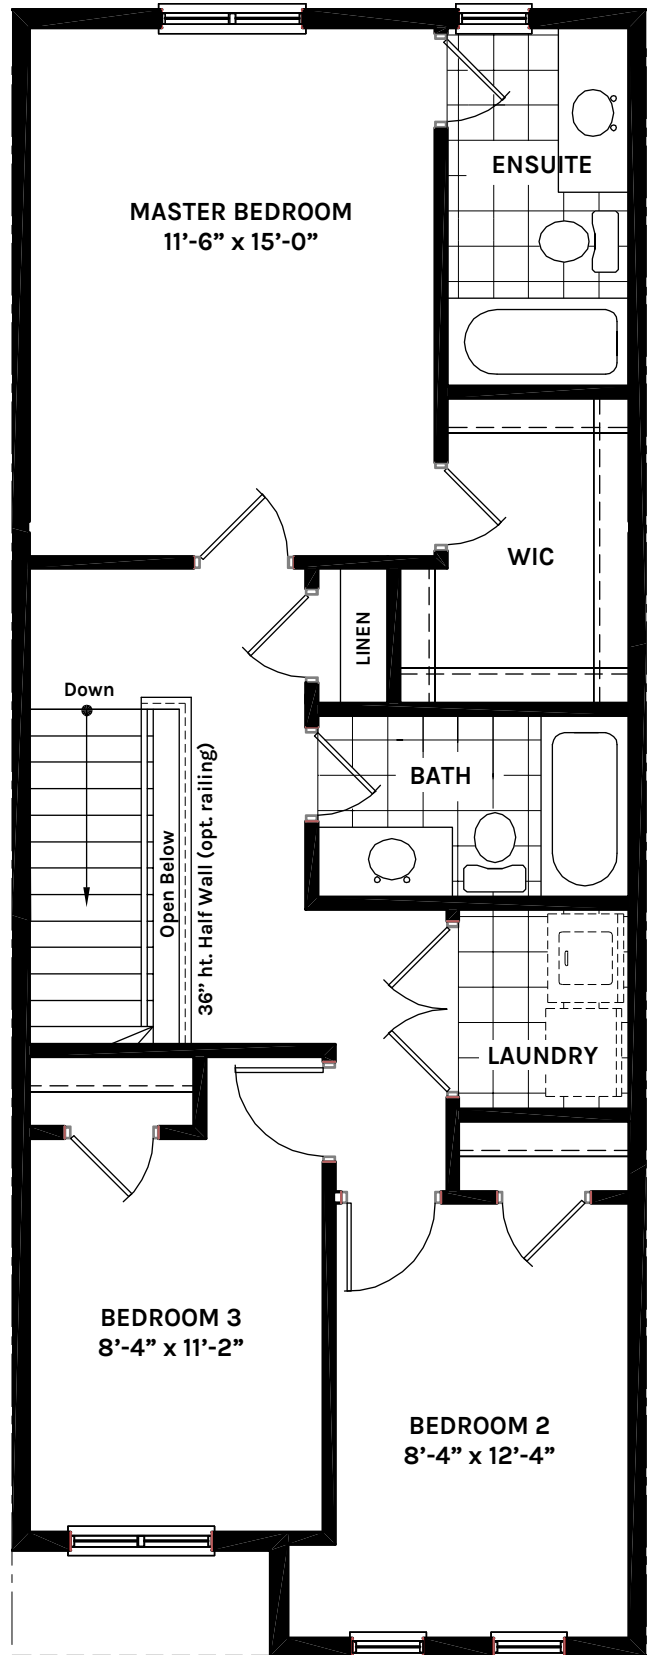 ENSUITE
MASTER BEDROOM
11’-6” x 15’-0”
WIC
LINEN
Down
BATH
Open Below
36” ht. Half Wall (opt. railing)
LAUNDRY
BEDROOM 3
8’-4” x 11’-2”
BEDROOM 2
8’-4” x 12’-4”